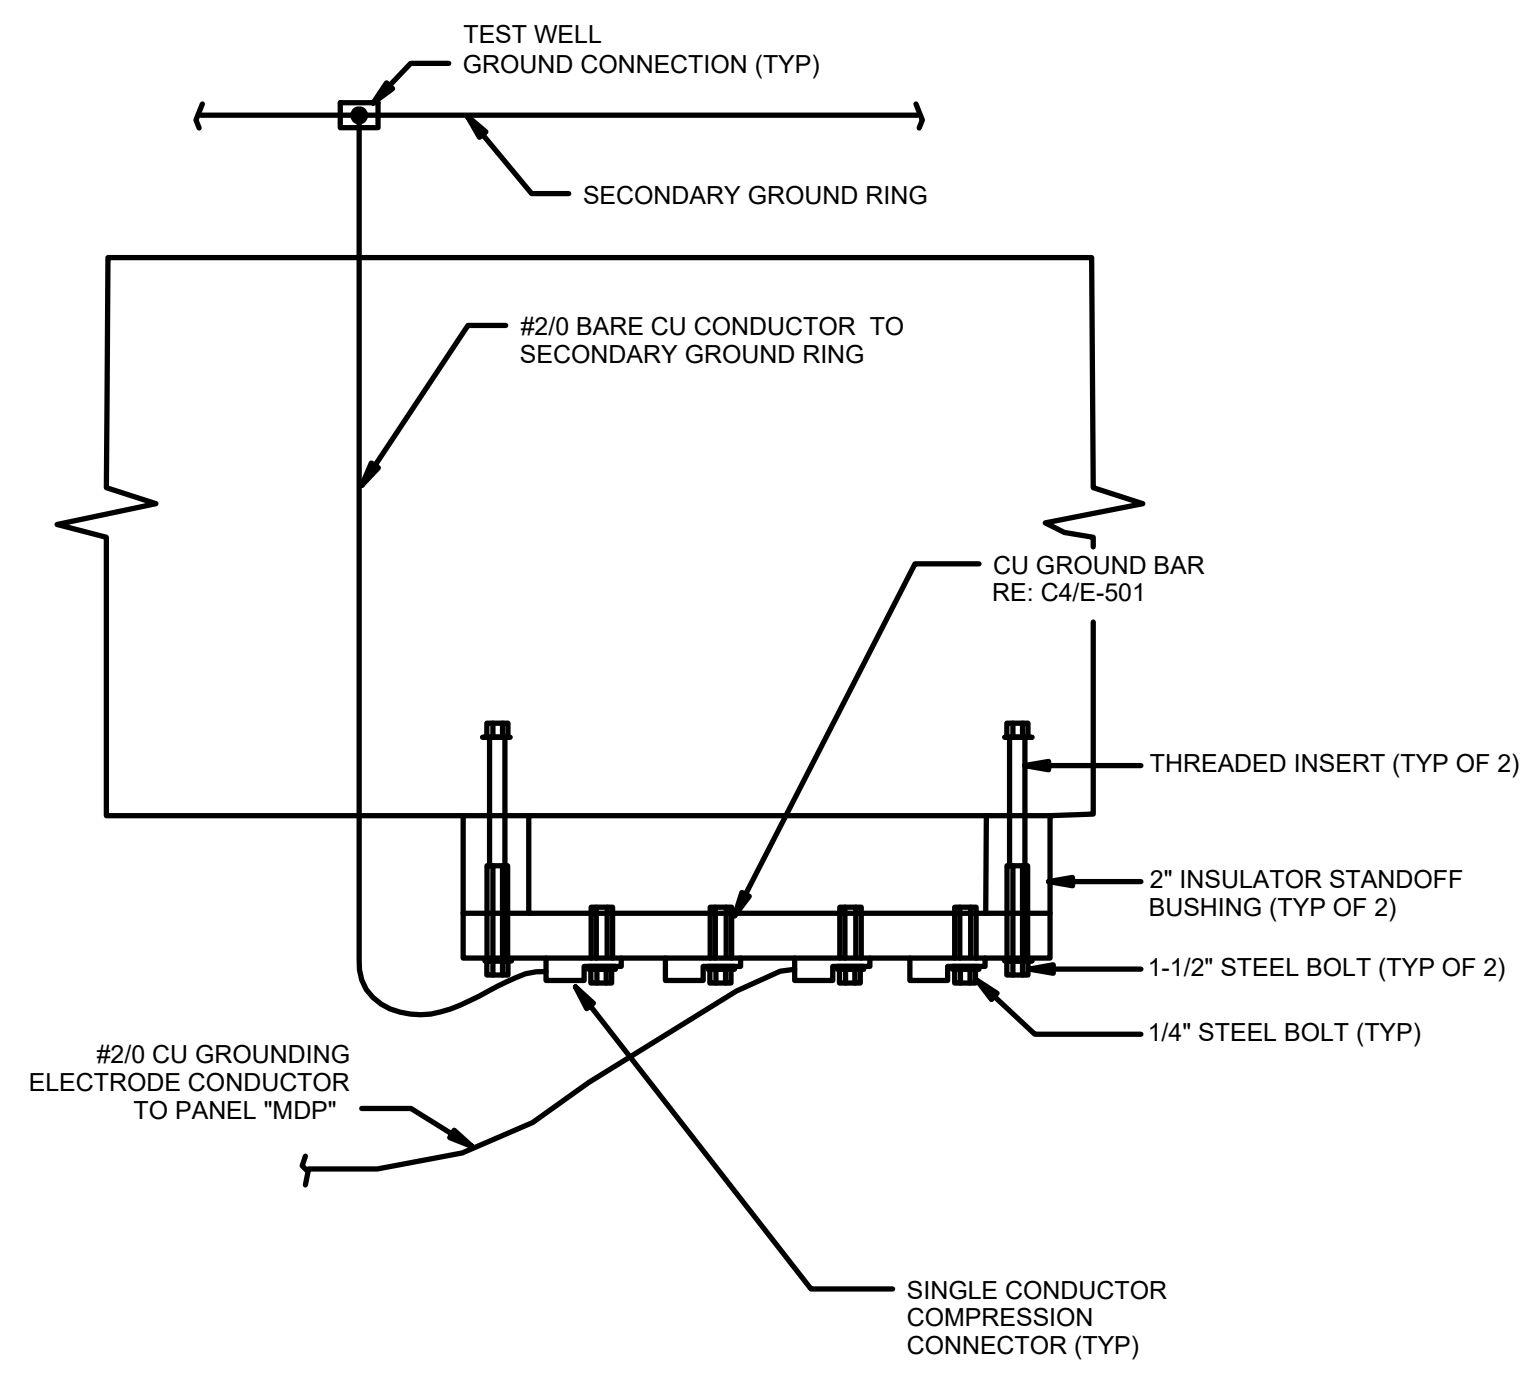 TEST WELL
GROUND CONNECTION (TYP)
SECONDARY GROUND RING
#2/0 BARE CU CONDUCTOR TO
SECONDARY GROUND RING
CU GROUND BAR
RE: C4/E-501
THREADED INSERT (TYP OF 2)
2" INSULATOR STANDOFF
BUSHING (TYP OF 2)
1-1/2" STEEL BOLT (TYP OF 2)
1/4" STEEL BOLT (TYP)
#2/0 CU GROUNDING
ELECTRODE CONDUCTOR
TO PANEL "MDP"
SINGLE CONDUCTOR
COMPRESSION
CONNECTOR (TYP)